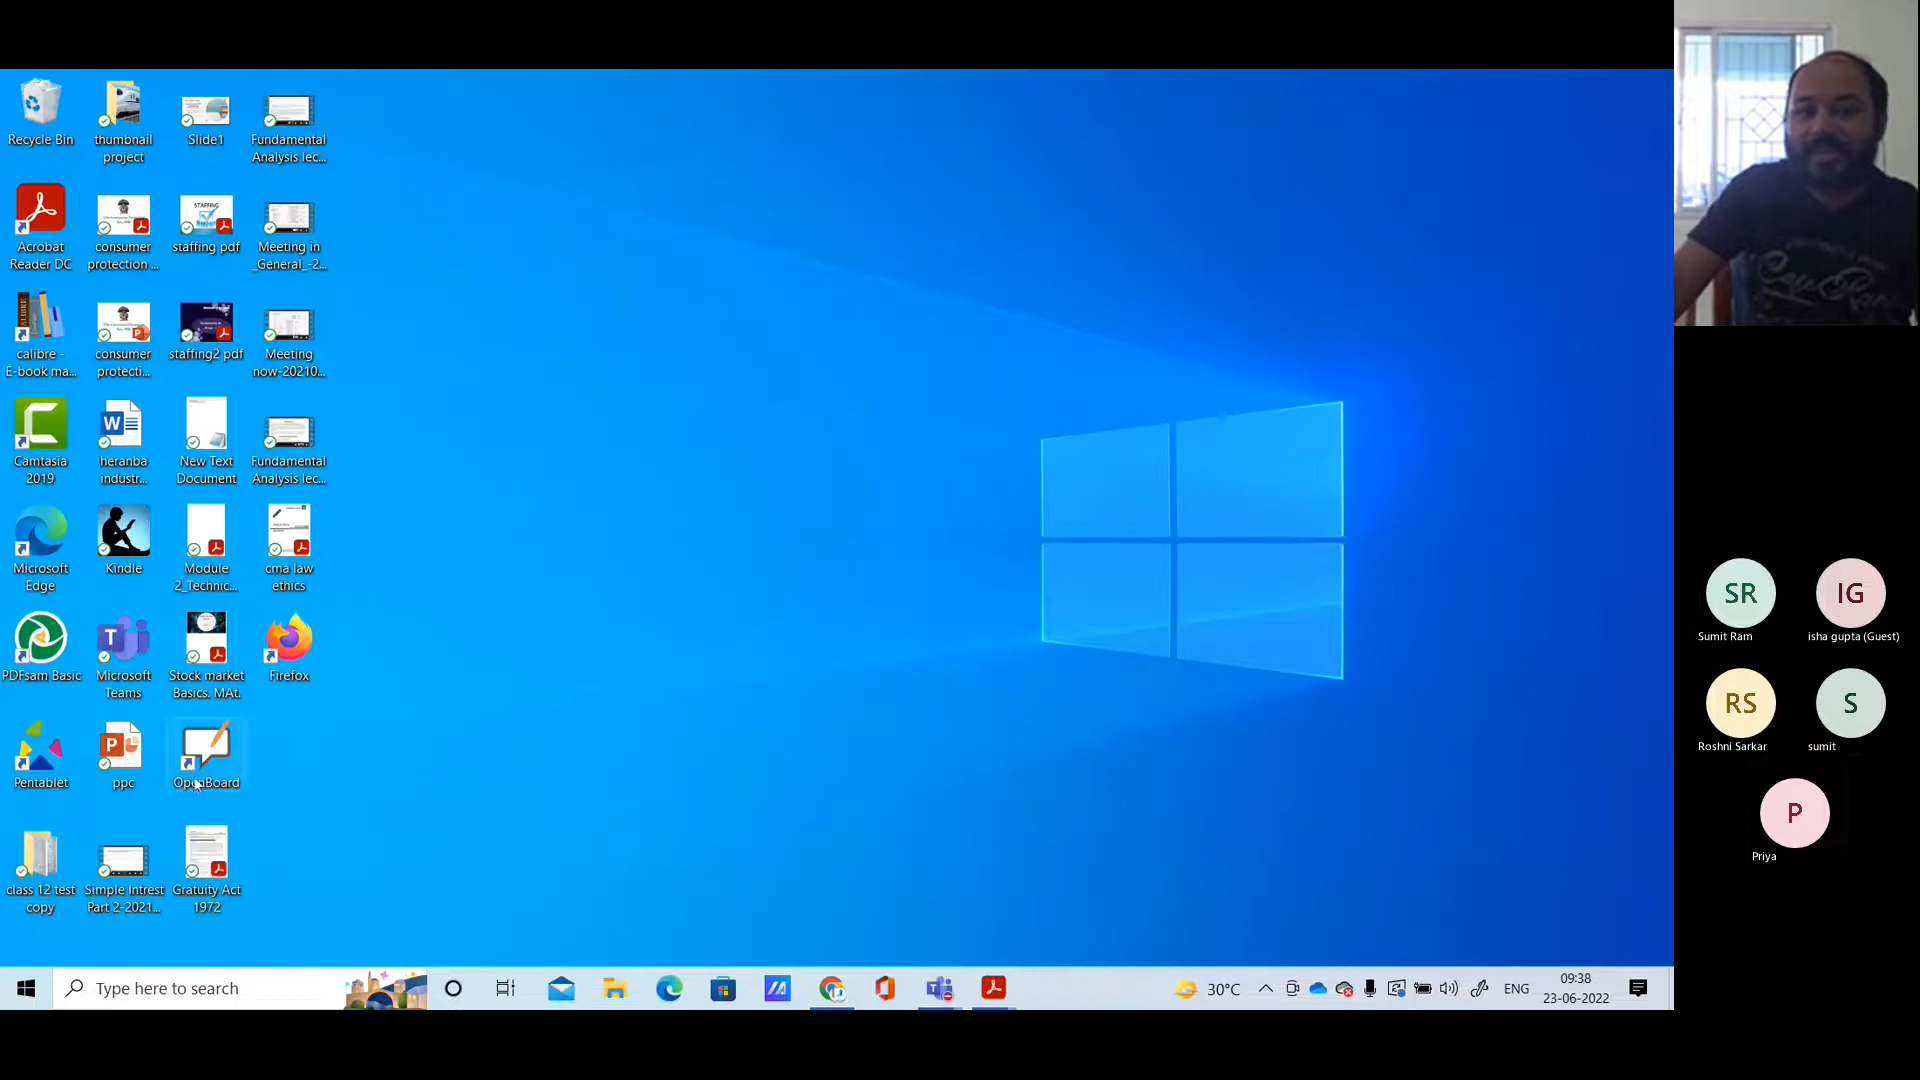 Recycle Bin
thumbnail
project
Slide1
Fundamental
Analysis lec...
Acrobat
Reader DC
consumer
protection ...
STAFFING
staffing pdf
Meeting in
_General_-2...
CALIBRE
calibre -
E-book ma...
consumer
protecti...
staffing2 pdf
Meeting
now-20210...
Camtasia
2019
heranba
industr...
New Text
Document
Fundamental
Analysis lec...
Microsoft
Edge
Kindle
Module
2_Technic...
cma law
ethics
PDFsam Basic
Microsoft
Teams
Stock market
Basics. MAt.
Firefox
Pentablet
ppc
OpenBoard
class 12 test
copy
Simple Intrest
Part 2-2021...
Gratuity Act
1972
SR
Sumit Ram
IG
isha gupta (Guest)
RS
Roshni Sarkar
S
sumit
P
Priya
Type here to search
30°C
ENG
09:38
23-06-2022